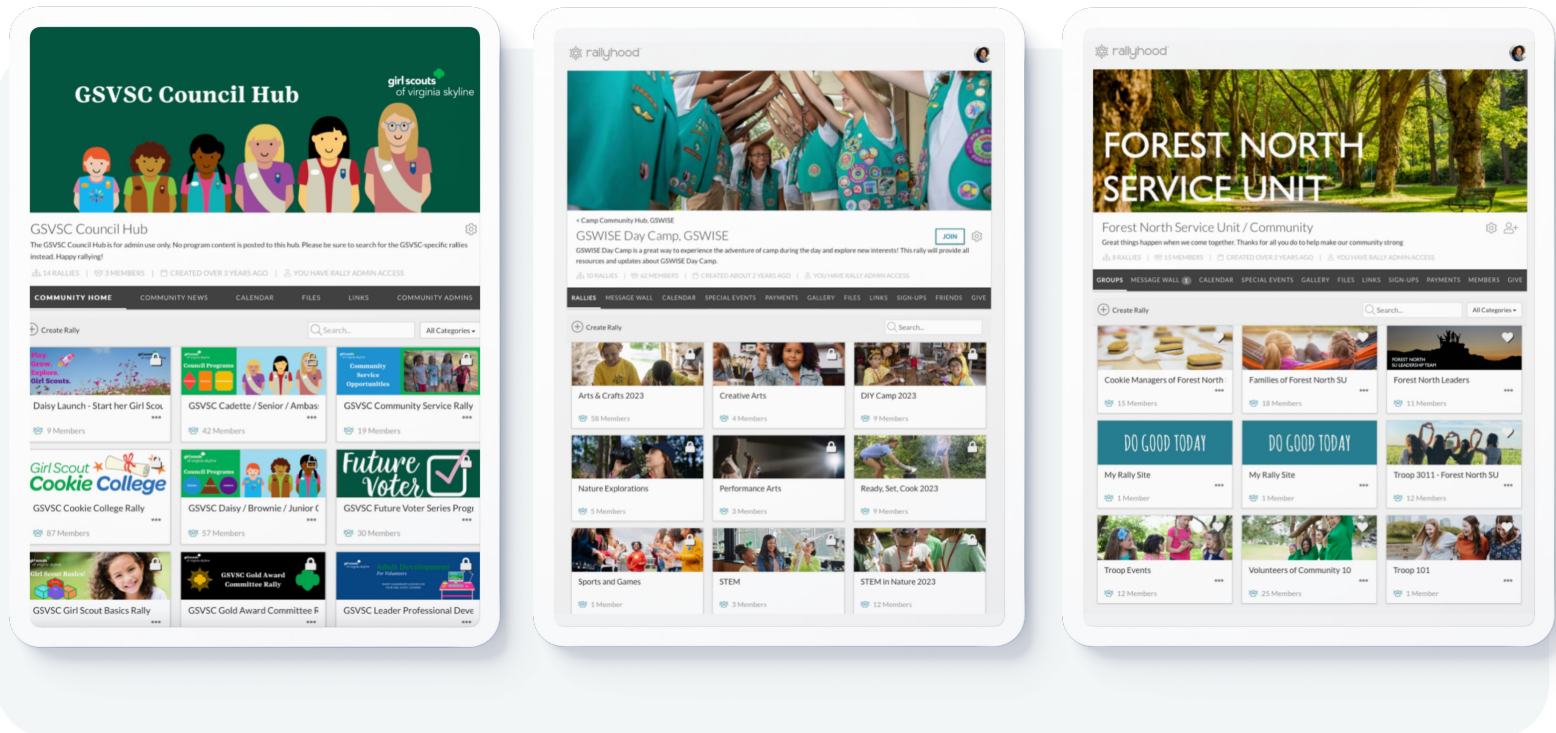 GSVSC Council Hub
girl scouts
of virginia skyline
GSVSC Council Hub
The GSVSC Council Hub is for admin use only. No program content is posted to this hub. Please be sure to search for the GSVSC-specific rallies
instead. Happy rallying!
14 RALLIES | 3 MEMBERS | CREATED OVER 3 YEARS AGO | YOU HAVE RALLY ADMIN ACCESS
COMMUNITY HOME COMMUNITY NEWS CALENDAR FILES LINKS COMMUNITY ADMINS
Create Rally Search... All Categories
Play.
Grow.
Explore.
Girl Scouts.
Council Programs
Community
Service
Opportunities
Daisy Launch - Start her Girl Scou
GSVSC Cadette / Senior / Ambas
GSVSC Community Service Rally
9 Members
42 Members
19 Members
Girl Scout
Cookie College
Council Programs
Future
Voter
GSVSC Cookie College Rally
GSVSC Daisy / Brownie / Junior
GSVSC Future Voter Series Progr
87 Members
57 Members
30 Members
Girl Scout Basics!
GSVSC Gold Award
Committee Rally
Adult Development
For Volunteers
GSVSC Girl Scout Basics Rally
GSVSC Gold Award Committee R
GSVSC Leader Professional Deve
rallyhood
< Camp Community Hub, GSWISE
GSWISE Day Camp, GSWISE
JOIN
GSWISE Day Camp is a great way to experience the adventure of camp during the day and explore new interests! This rally will provide all
resources and updates about GSWISE Day Camp.
10 RALLIES | 62 MEMBERS | CREATED ABOUT 2 YEARS AGO | YOU HAVE RALLY ADMIN ACCESS
RALLIES MESSAGE WALL CALENDAR SPECIAL EVENTS PAYMENTS GALLERY FILES LINKS SIGN-UPS FRIENDS GIVE
Create Rally Search...
Arts & Crafts 2023
Creative Arts
DIY Camp 2023
58 Members
4 Members
9 Members
Nature Explorations
Performance Arts
Ready, Set, Cook 2023
5 Members
3 Members
9 Members
Sports and Games
STEM
STEM in Nature 2023
1 Member
3 Members
12 Members
rallyhood
FOREST NORTH
SERVICE UNIT
Forest North Service Unit / Community
Great things happen when we come together. Thanks for all you do to help make our community strong
8 RALLIES | 15 MEMBERS | CREATED OVER 2 YEARS AGO | YOU HAVE RALLY ADMIN ACCESS
GROUPS MESSAGE WALL 1 CALENDAR SPECIAL EVENTS GALLERY FILES LINKS SIGN-UPS PAYMENTS MEMBERS GIVE
Create Rally Search... All Categories
FOREST NORTH
SU LEADERSHIP TEAM
Cookie Managers of Forest North
Families of Forest North SU
Forest North Leaders
15 Members
18 Members
11 Members
DO GOOD TODAY
DO GOOD TODAY
My Rally Site
My Rally Site
Troop 3011 - Forest North SU
1 Member
1 Member
12 Members
Troop Events
Volunteers of Community 10
Troop 101
12 Members
25 Members
1 Member